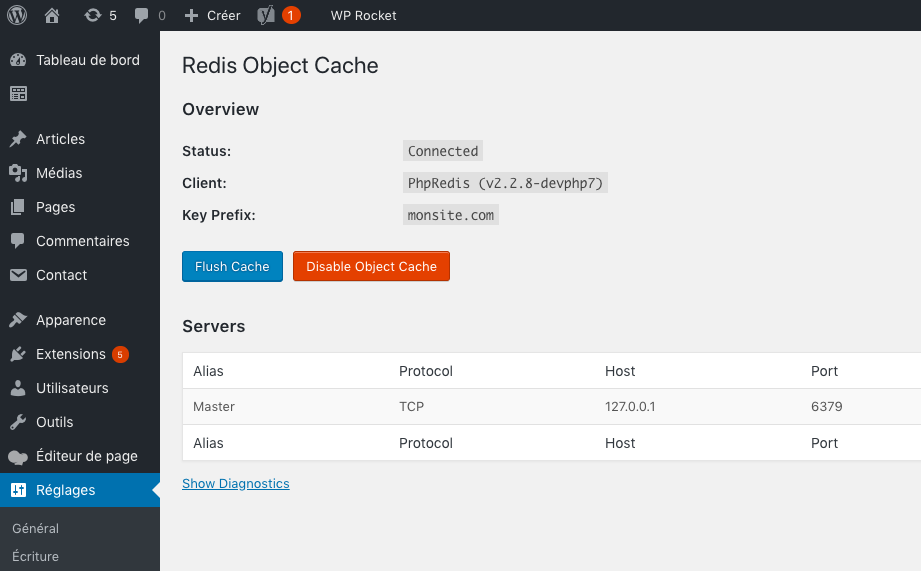 5 0 Créer 1 WP Rocket
Tableau de bord
Articles
Médias
Pages
Commentaires
Contact
Apparence
Extensions 5
Utilisateurs
Outils
Éditeur de page
Réglages
Général
Écriture
Redis Object Cache
Overview
Status: Connected
Client: PhpRedis (v2.2.8-devphp7)
Key Prefix: monsite.com
Flush Cache Disable Object Cache
Servers
Alias Protocol Host Port
Master TCP 127.0.0.1 6379
Alias Protocol Host Port
Show Diagnostics